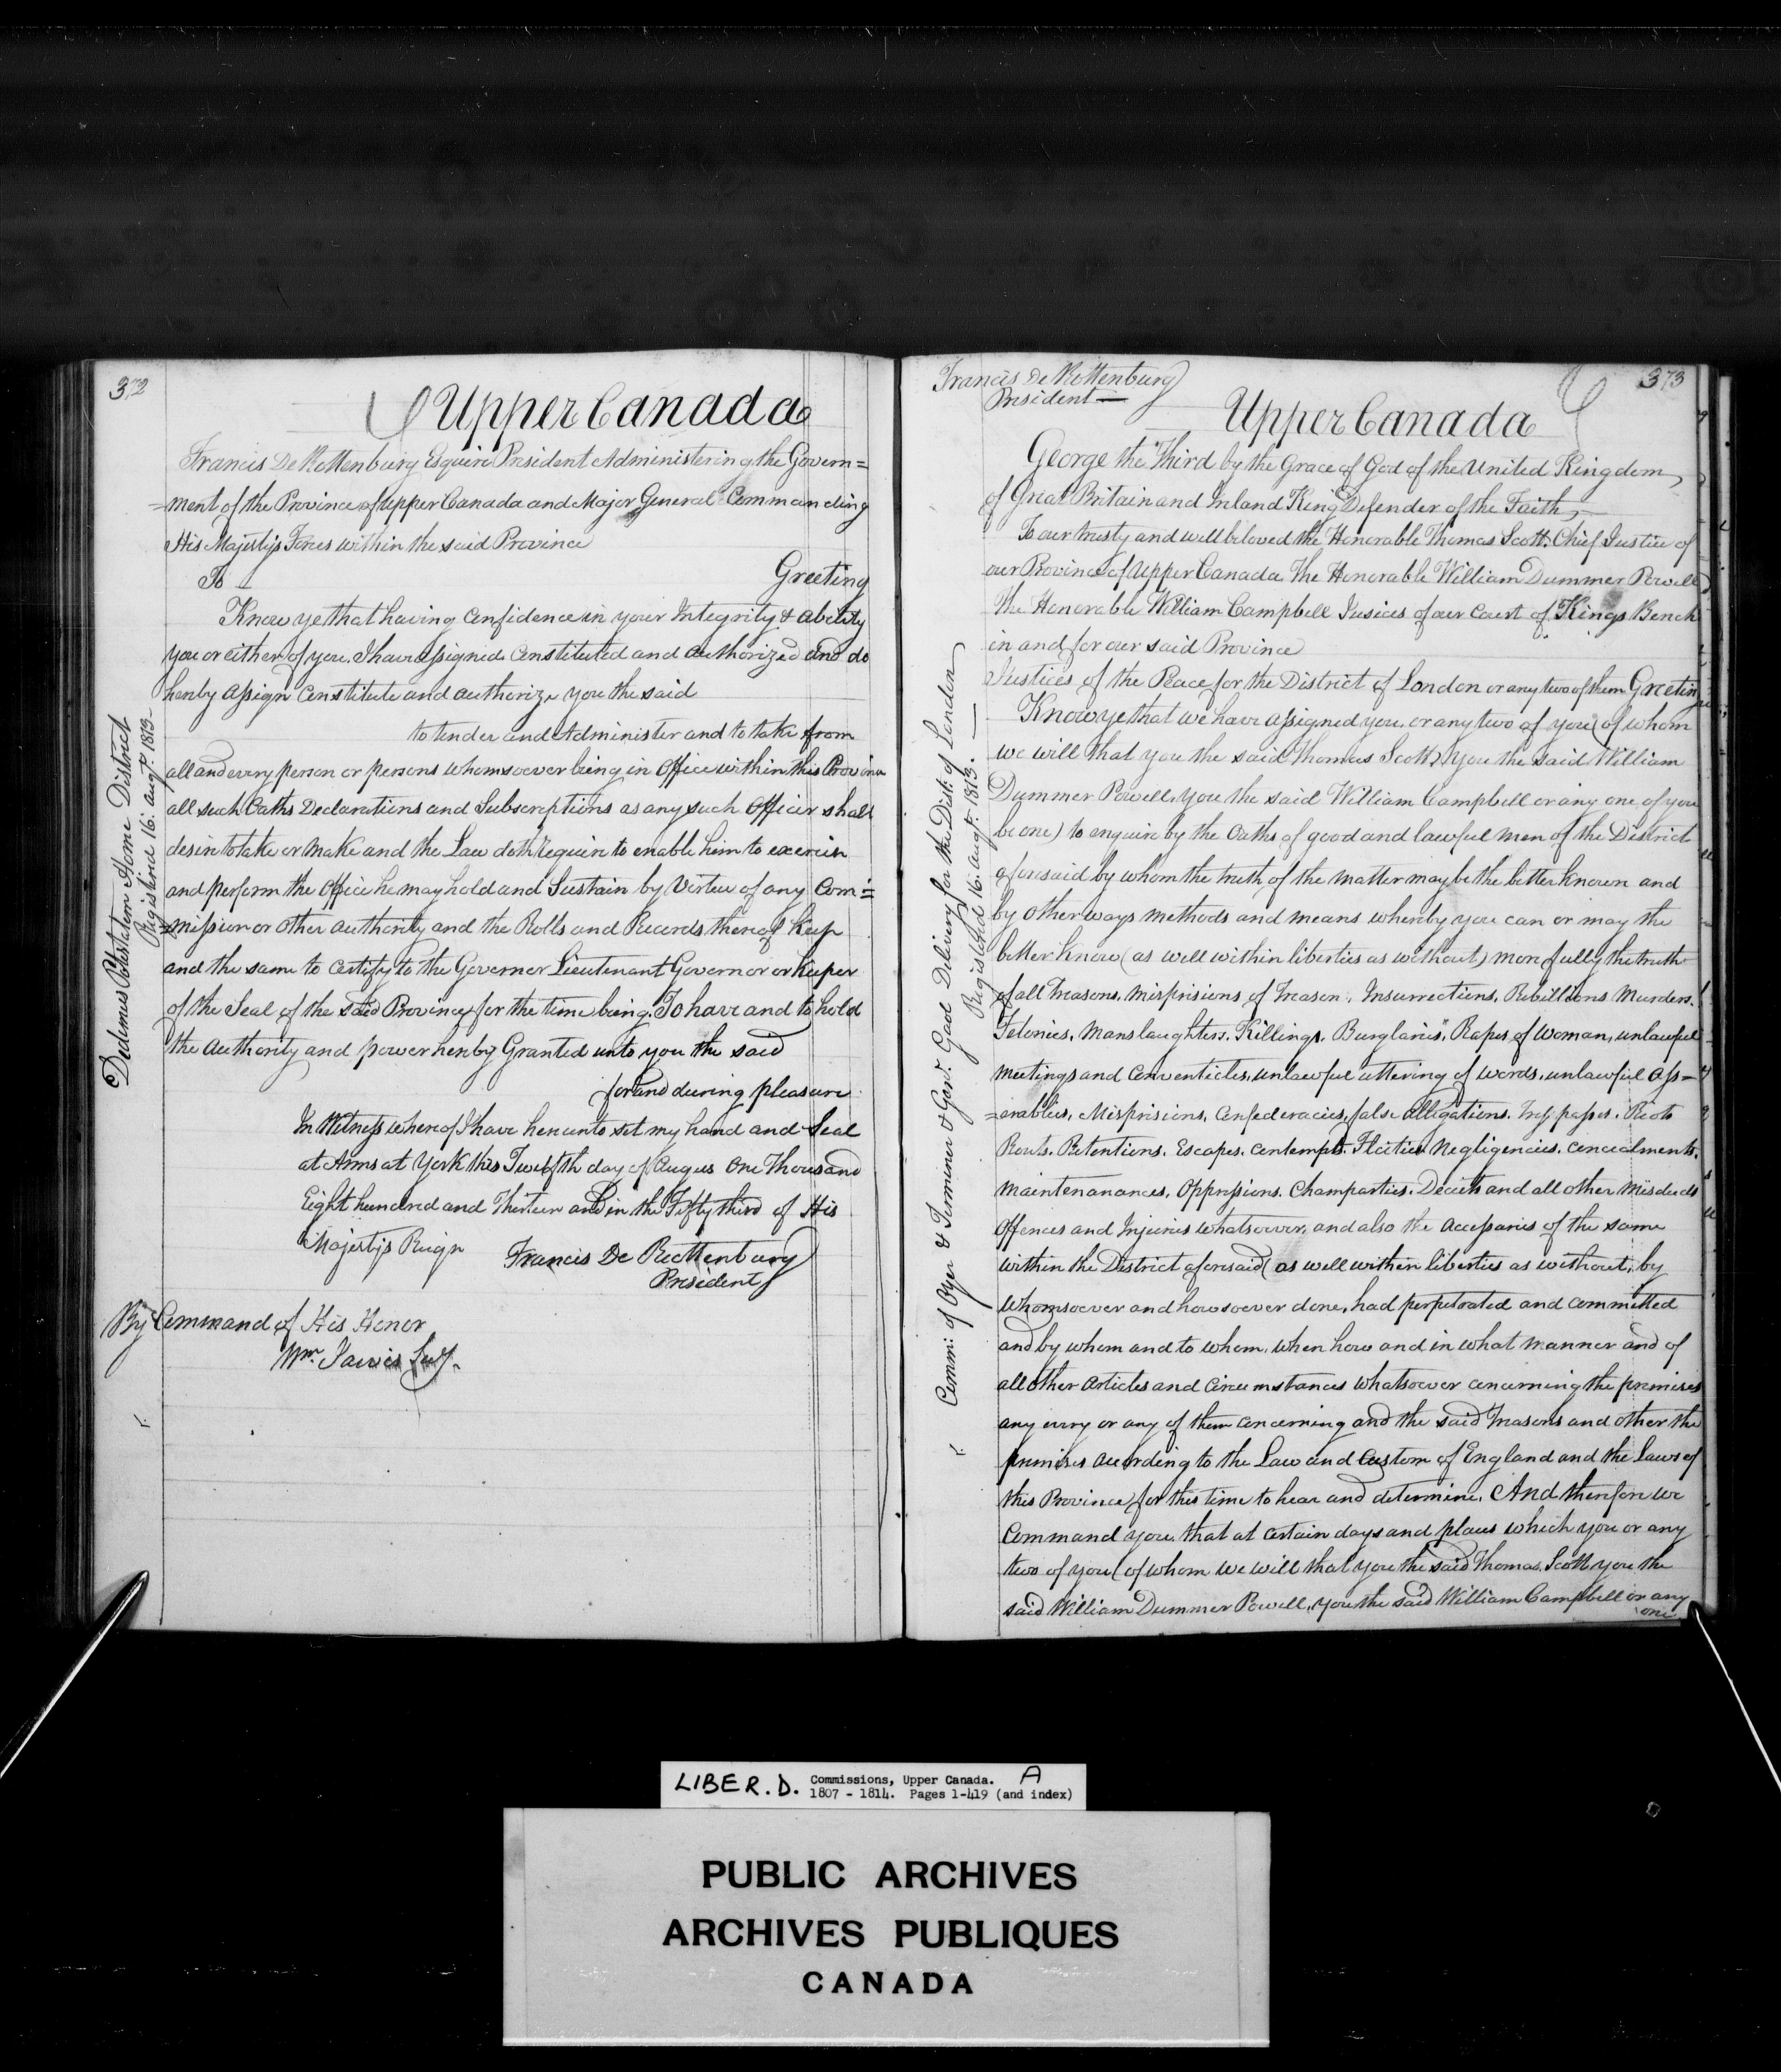 372
Upper Canada
Francis De Rottenburg Esquire President Administering the Govern=
=ment of the Province of Upper Canada and Major General Commanding
His Majestys Forces within the said Province
To Greeting
Know ye that having Confidence in your Integrity & ability
you or either of you. I have assigned Constituted and authorized and do
hereby assign Constitute and authorize you the said
to tender and Administer and to take from
all and every person or persons whomsoever being in Office within this Province
all such Oaths Declarations and Subscriptions as any such Officer shall
desire to take or make and the Law doth require to enable him to exercise
and perform the Office he may hold and Sustain by Virtue of any Com=
=mission or other authority and the Rolls and Records thereof keep
and the same to Certify to the Governor Lieutenant Governor or keeper
of the Seal of the said Province for the time being. To have and to hold
the authority and power hereby Granted unto you the said
for and during pleasure
In Witness whereof I have hereunto set my hand and Seal
at Arms at York this Twelfth day of Augus One Thousand
Eight hundred and Thirteen and in the Fifty third of His
Majestys Reign
Francis De Rottenburg
President
By Command of His Honor
Wm. Jarvis Secy.
Dedimus Potestatem Home District
Registered 16: augt. 1813-
Francis De Rottenburg
President
373
Upper Canada
George the Third by the Grace of God of the United Kingdom
of Great Britain and Ireland King Defender of the Faith,
To our trusty and well beloved the Honorable Thomas Scott. Chief Justice of
our Province of Upper Canada. The Honorable William Dummer Powell
the Honorable William Campbell Jusices of our Court of Kings Bench
in and for our said Province
Justices of the Peace for the District of London or any two of them Greeting
Know ye that we have assigned you or any two of you (of whom
we will that you the said Thomas Scott, you the said William
Dummer Powell, you the said William Campbell or any one of you
be one) to enquire by the Oaths of good and lawful men of the District
aforesaid by whom the truth of the matter may be the better known and
by other ways methods and means whereby you can or may the
better know (as well within liberties as without) more fully the truth
of all Treasons, Misprisions of Treason, Insurrections, Rebellions Murders.
Felonies, Manslaughters. Killings. Burglaries, Rapes of Woman, unlawful
meetings and Conventicles, unlawful uttering of words, unlawful Ass=
=emblies, Misprisions, Confederacies, false alligations. Tresspasses. Riots
Routs. Retentions. Escapes. Contempts. Negligencies. Concealments.
maintenanances, Oppressions. Champarties. Deceits and all other Misdeeds
Offences and Injuries whatsoever, and also the Accessaries of the same
within the District aforesaid (as well within liberties as without, by
whomsoever and howsoever done, had perpetrated and committed
and by whom and to whom, when how and in what manner and of
all other Articles and Circumstances whatsoever concerning the premises
any every or any of them concerning and the said Treasons and other the
premises according to the Law and Custom of England and the Laws of
this Province for this time to hear and determine. And therefore we
Command you. that at certain days and places which you or any
two of you (of whom we will that you the said Thomas Scott you the
said William Dummer Powell, you the said William Campbell or any
one
Commn: of Oyer & Terminer & Genl. Gaol Delivery for the Dist: of London
Registered 16: augt. 1813.
LIBER. D. Commissions, Upper Canada. A
1807 - 1814. Pages 1-419 (and index)
PUBLIC ARCHIVES
ARCHIVES PUBLIQUES
CANADA